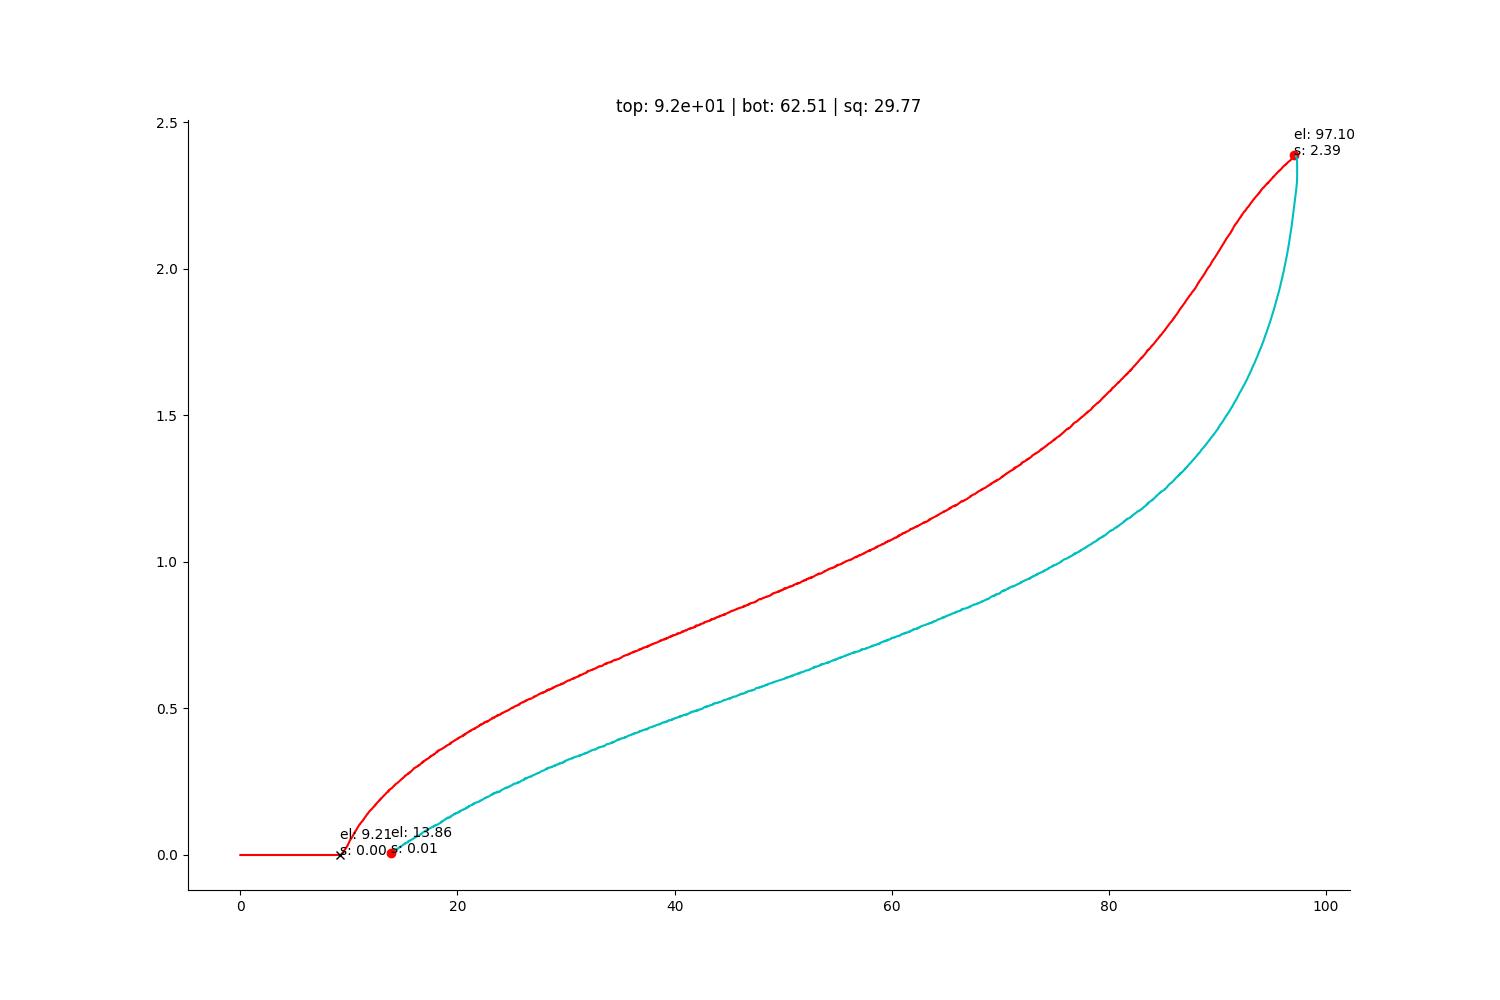 top: 9.2e+01 | bot: 62.51 | sq: 29.77
2.5
el: 97.10
s: 2.39
2.0
1.5
1.0
0.5
el: 9.21
s: 0.00
el: 13.86
s: 0.01
0.0
0 20 40 60 80 100